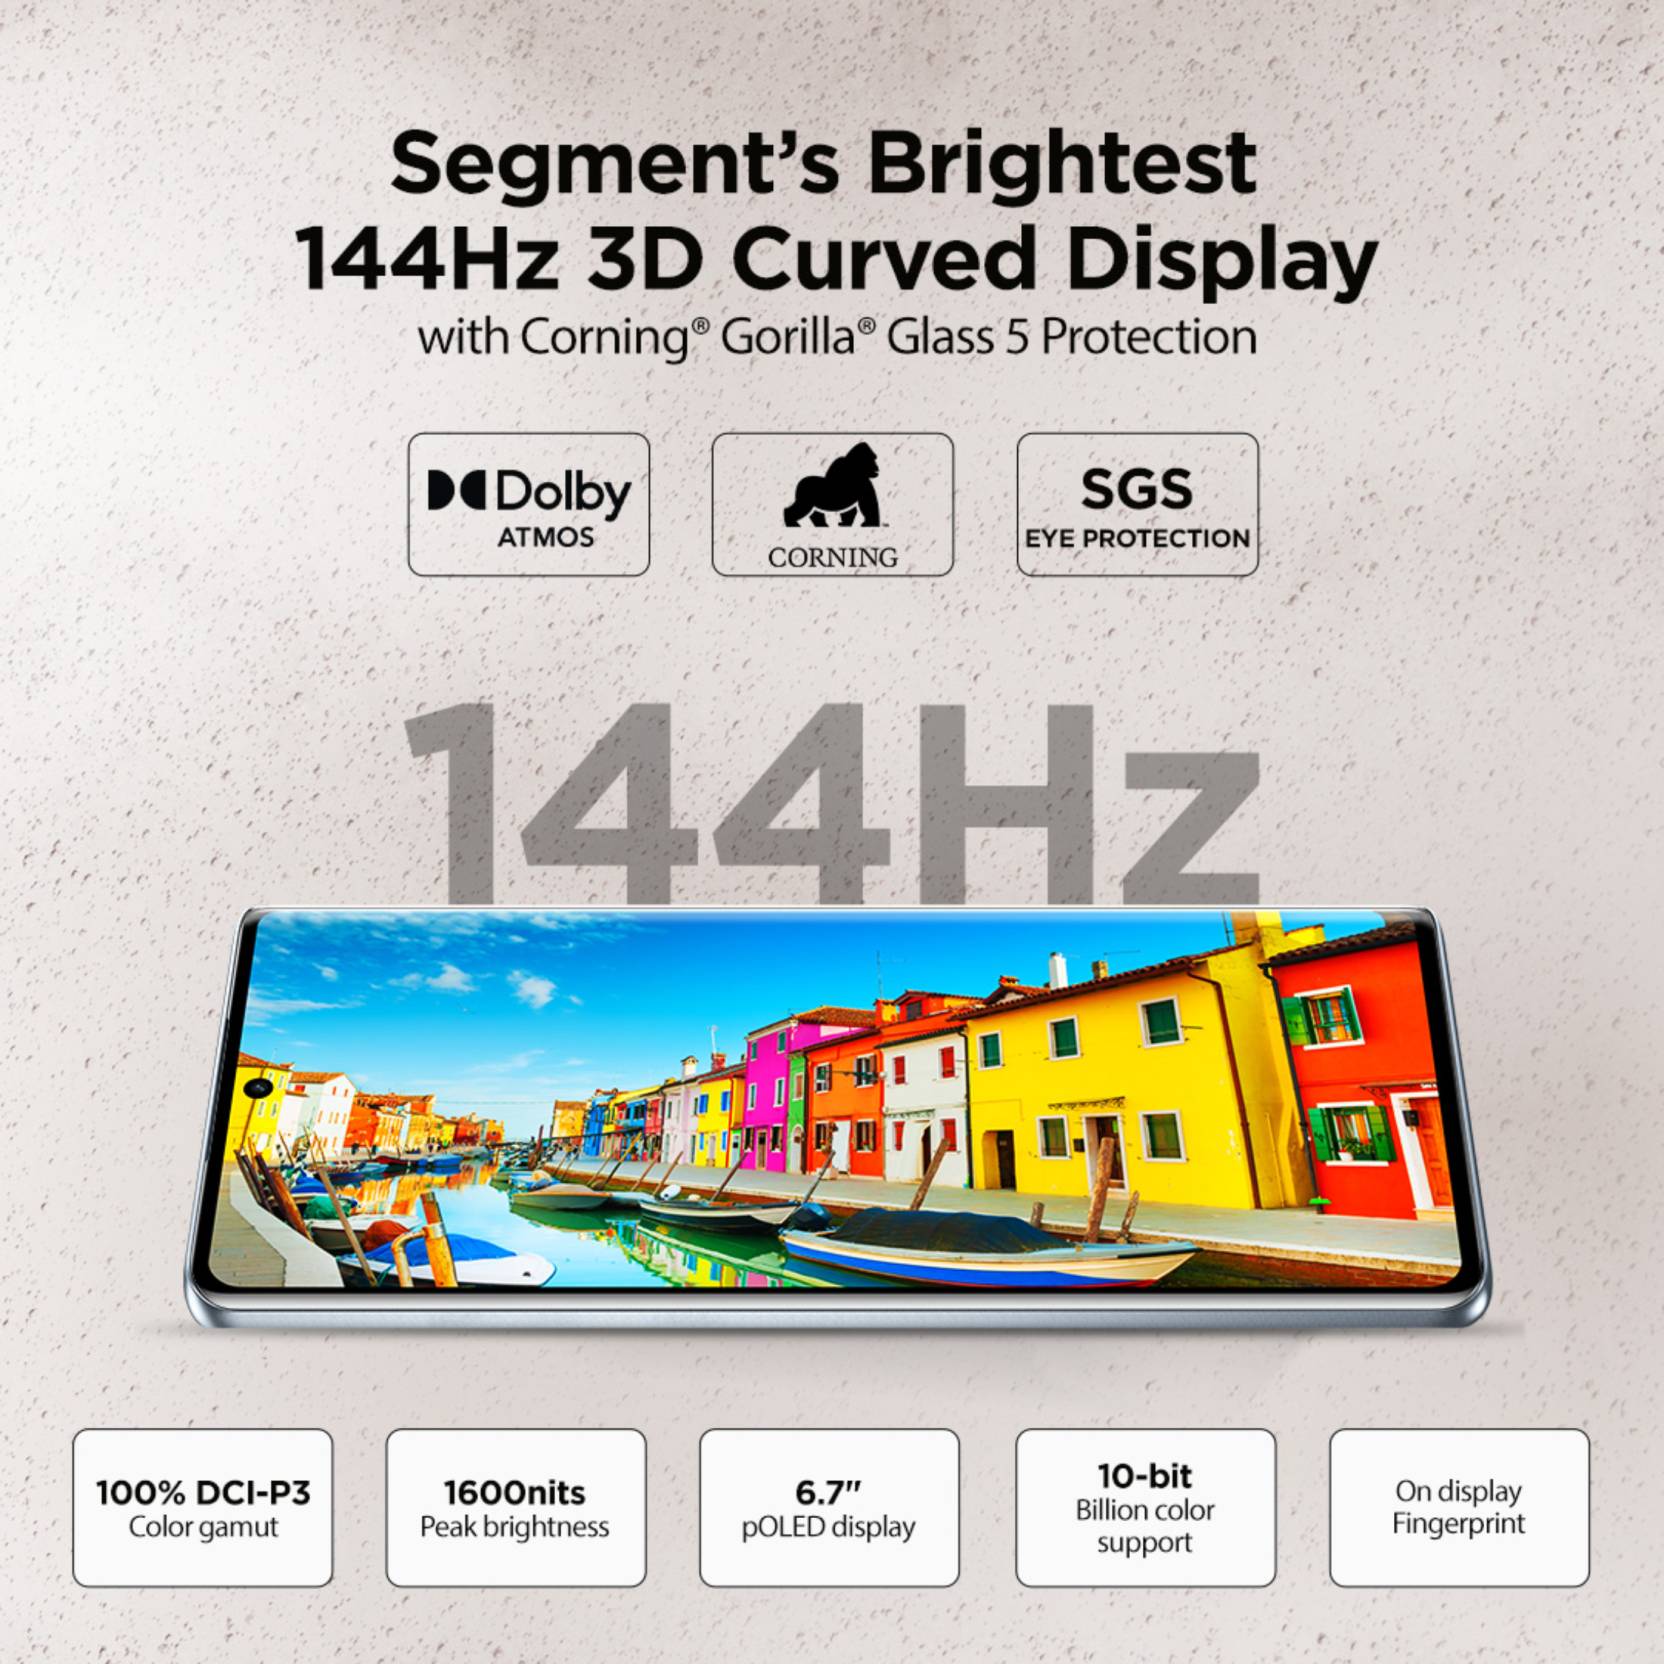 Segment’s Brightest
144Hz 3D Curved Display
with Corning® Gorilla® Glass 5 Protection
Dolby
ATMOS
CORNING
SGS
EYE PROTECTION
144Hz
100% DCI-P3
Color gamut
1600nits
Peak brightness
6.7"
pOLED display
10-bit
Billion color
support
On display
Fingerprint